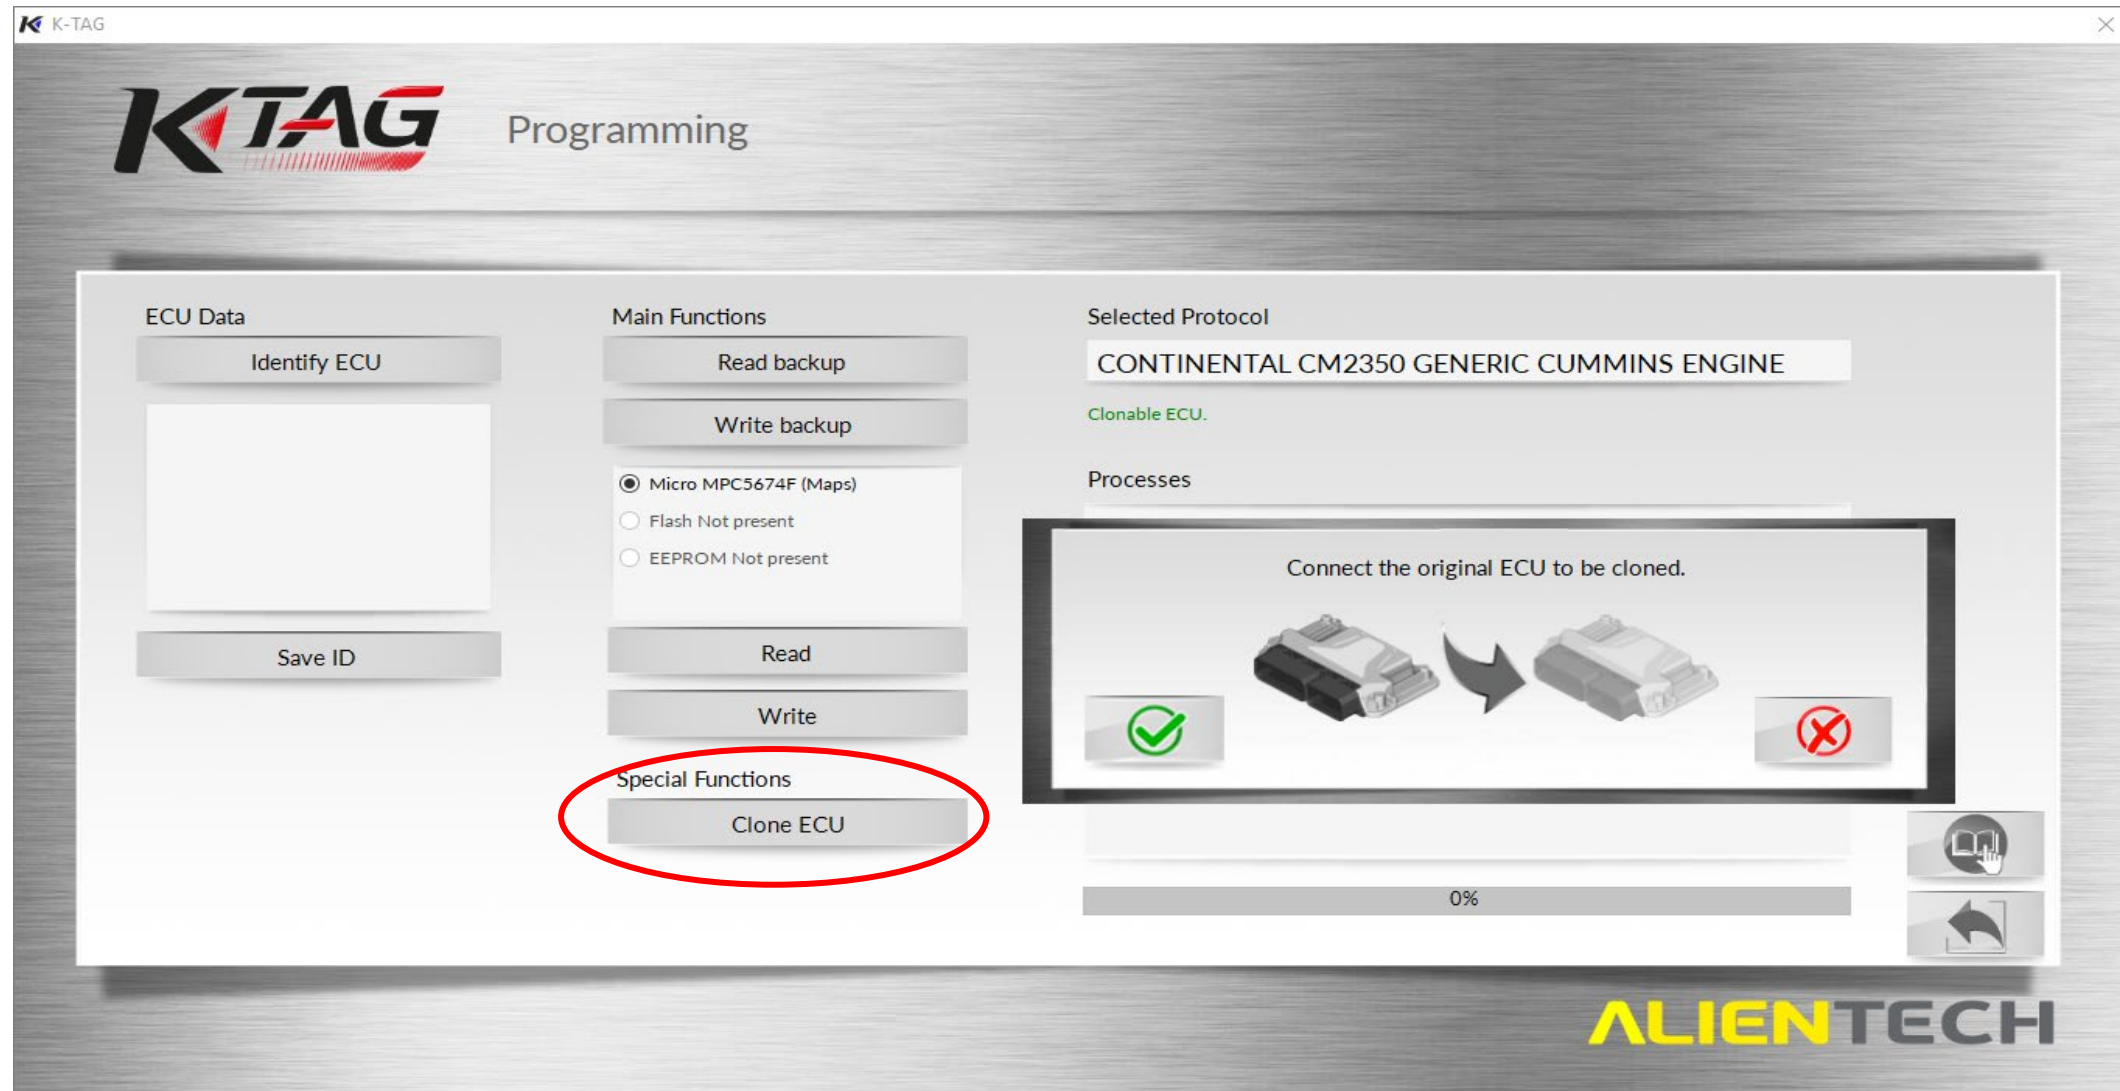 K-TAG
KTAG
Programming
ECU Data
Identify ECU
Save ID
Main Functions
Read backup
Write backup
Micro MPC5674F (Maps)
Flash Not present
EEPROM Not present
Read
Write
Special Functions
Clone ECU
Selected Protocol
CONTINENTAL CM2350 GENERIC CUMMINS ENGINE
Clonable ECU.
Processes
Connect the original ECU to be cloned.
0%
ALIENTECH